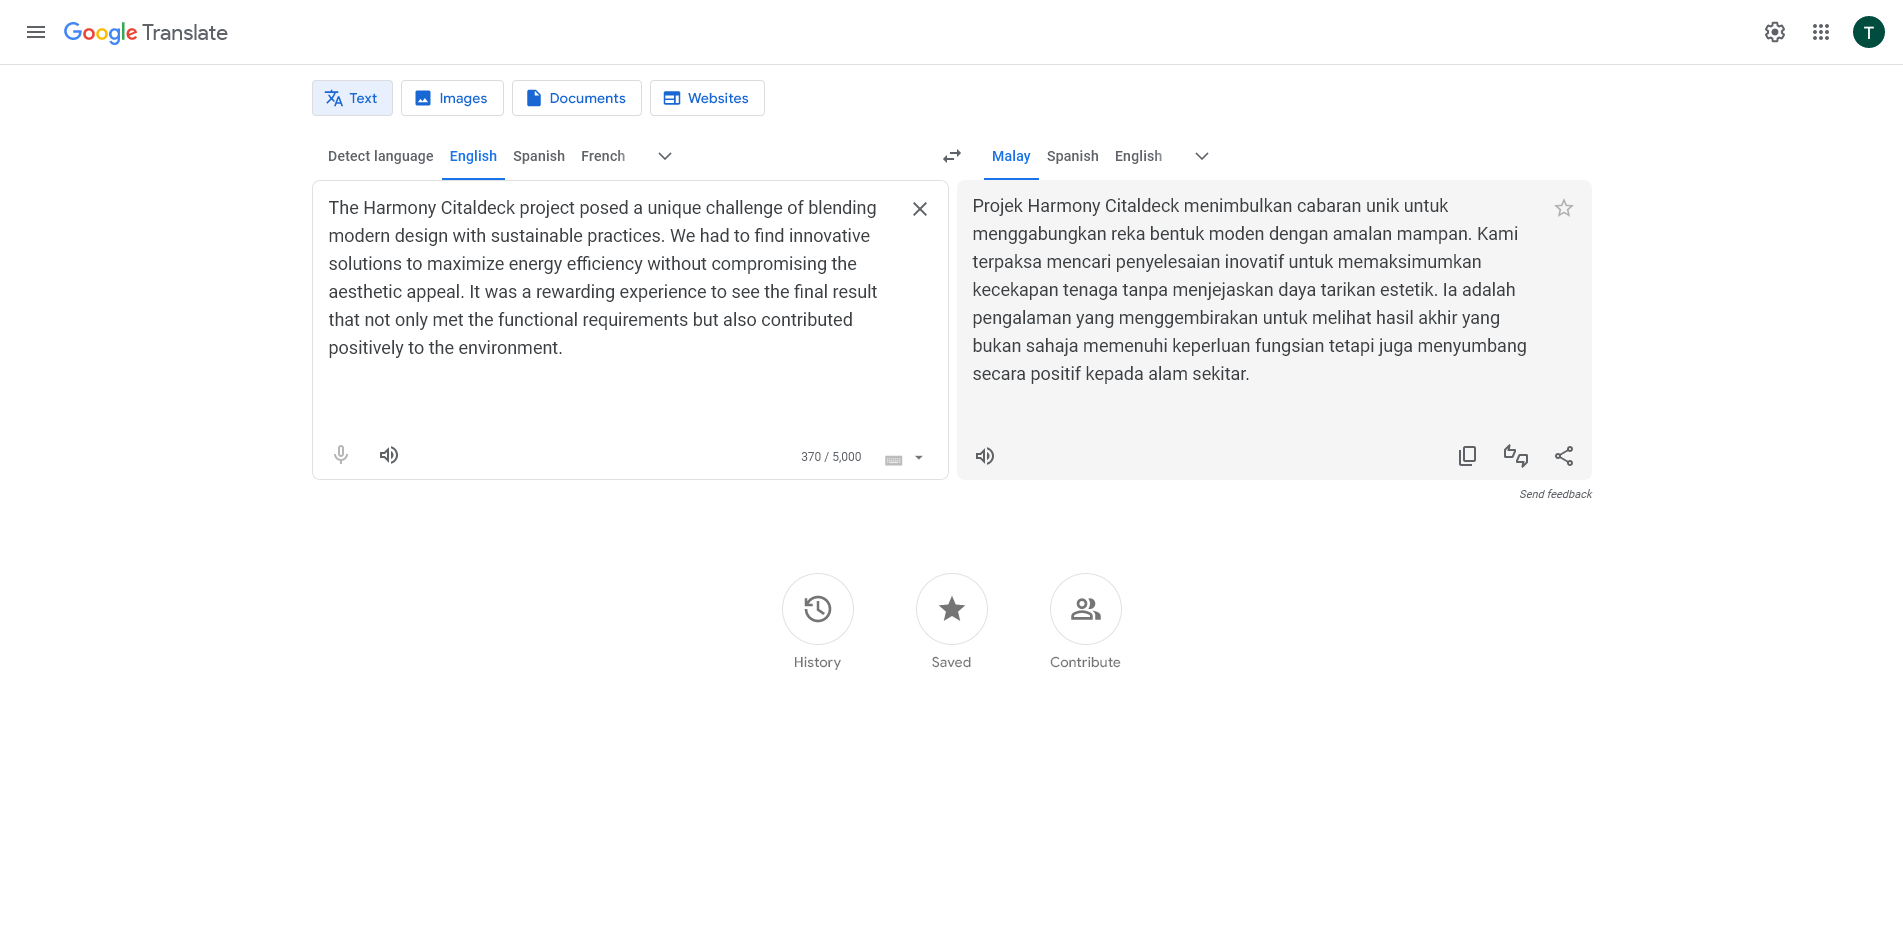 Google Translate
T
Text
Images
Documents
Websites
Detect language
English
Spanish
French
Malay
Spanish
English
The Harmony Citaldeck project posed a unique challenge of blending
modern design with sustainable practices. We had to find innovative
solutions to maximize energy efficiency without compromising the
aesthetic appeal. It was a rewarding experience to see the final result
that not only met the functional requirements but also contributed
positively to the environment.
370 / 5,000
Projek Harmony Citaldeck menimbulkan cabaran unik untuk
menggabungkan reka bentuk moden dengan amalan mampan. Kami
terpaksa mencari penyelesaian inovatif untuk memaksimumkan
kecekapan tenaga tanpa menjejaskan daya tarikan estetik. Ia adalah
pengalaman yang menggembirakan untuk melihat hasil akhir yang
bukan sahaja memenuhi keperluan fungsian tetapi juga menyumbang
secara positif kepada alam sekitar.
Send feedback
History
Saved
Contribute